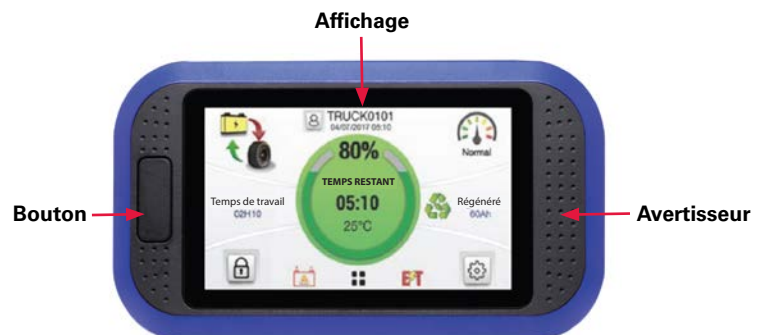 Affichage
TRUCK0101
04/07/2017 05:10
80%
Normal
TEMPS RESTANT
Bouton
Temps de travail
02H10
05:10
Régénéré
60Ah
Avertisseur
25°C